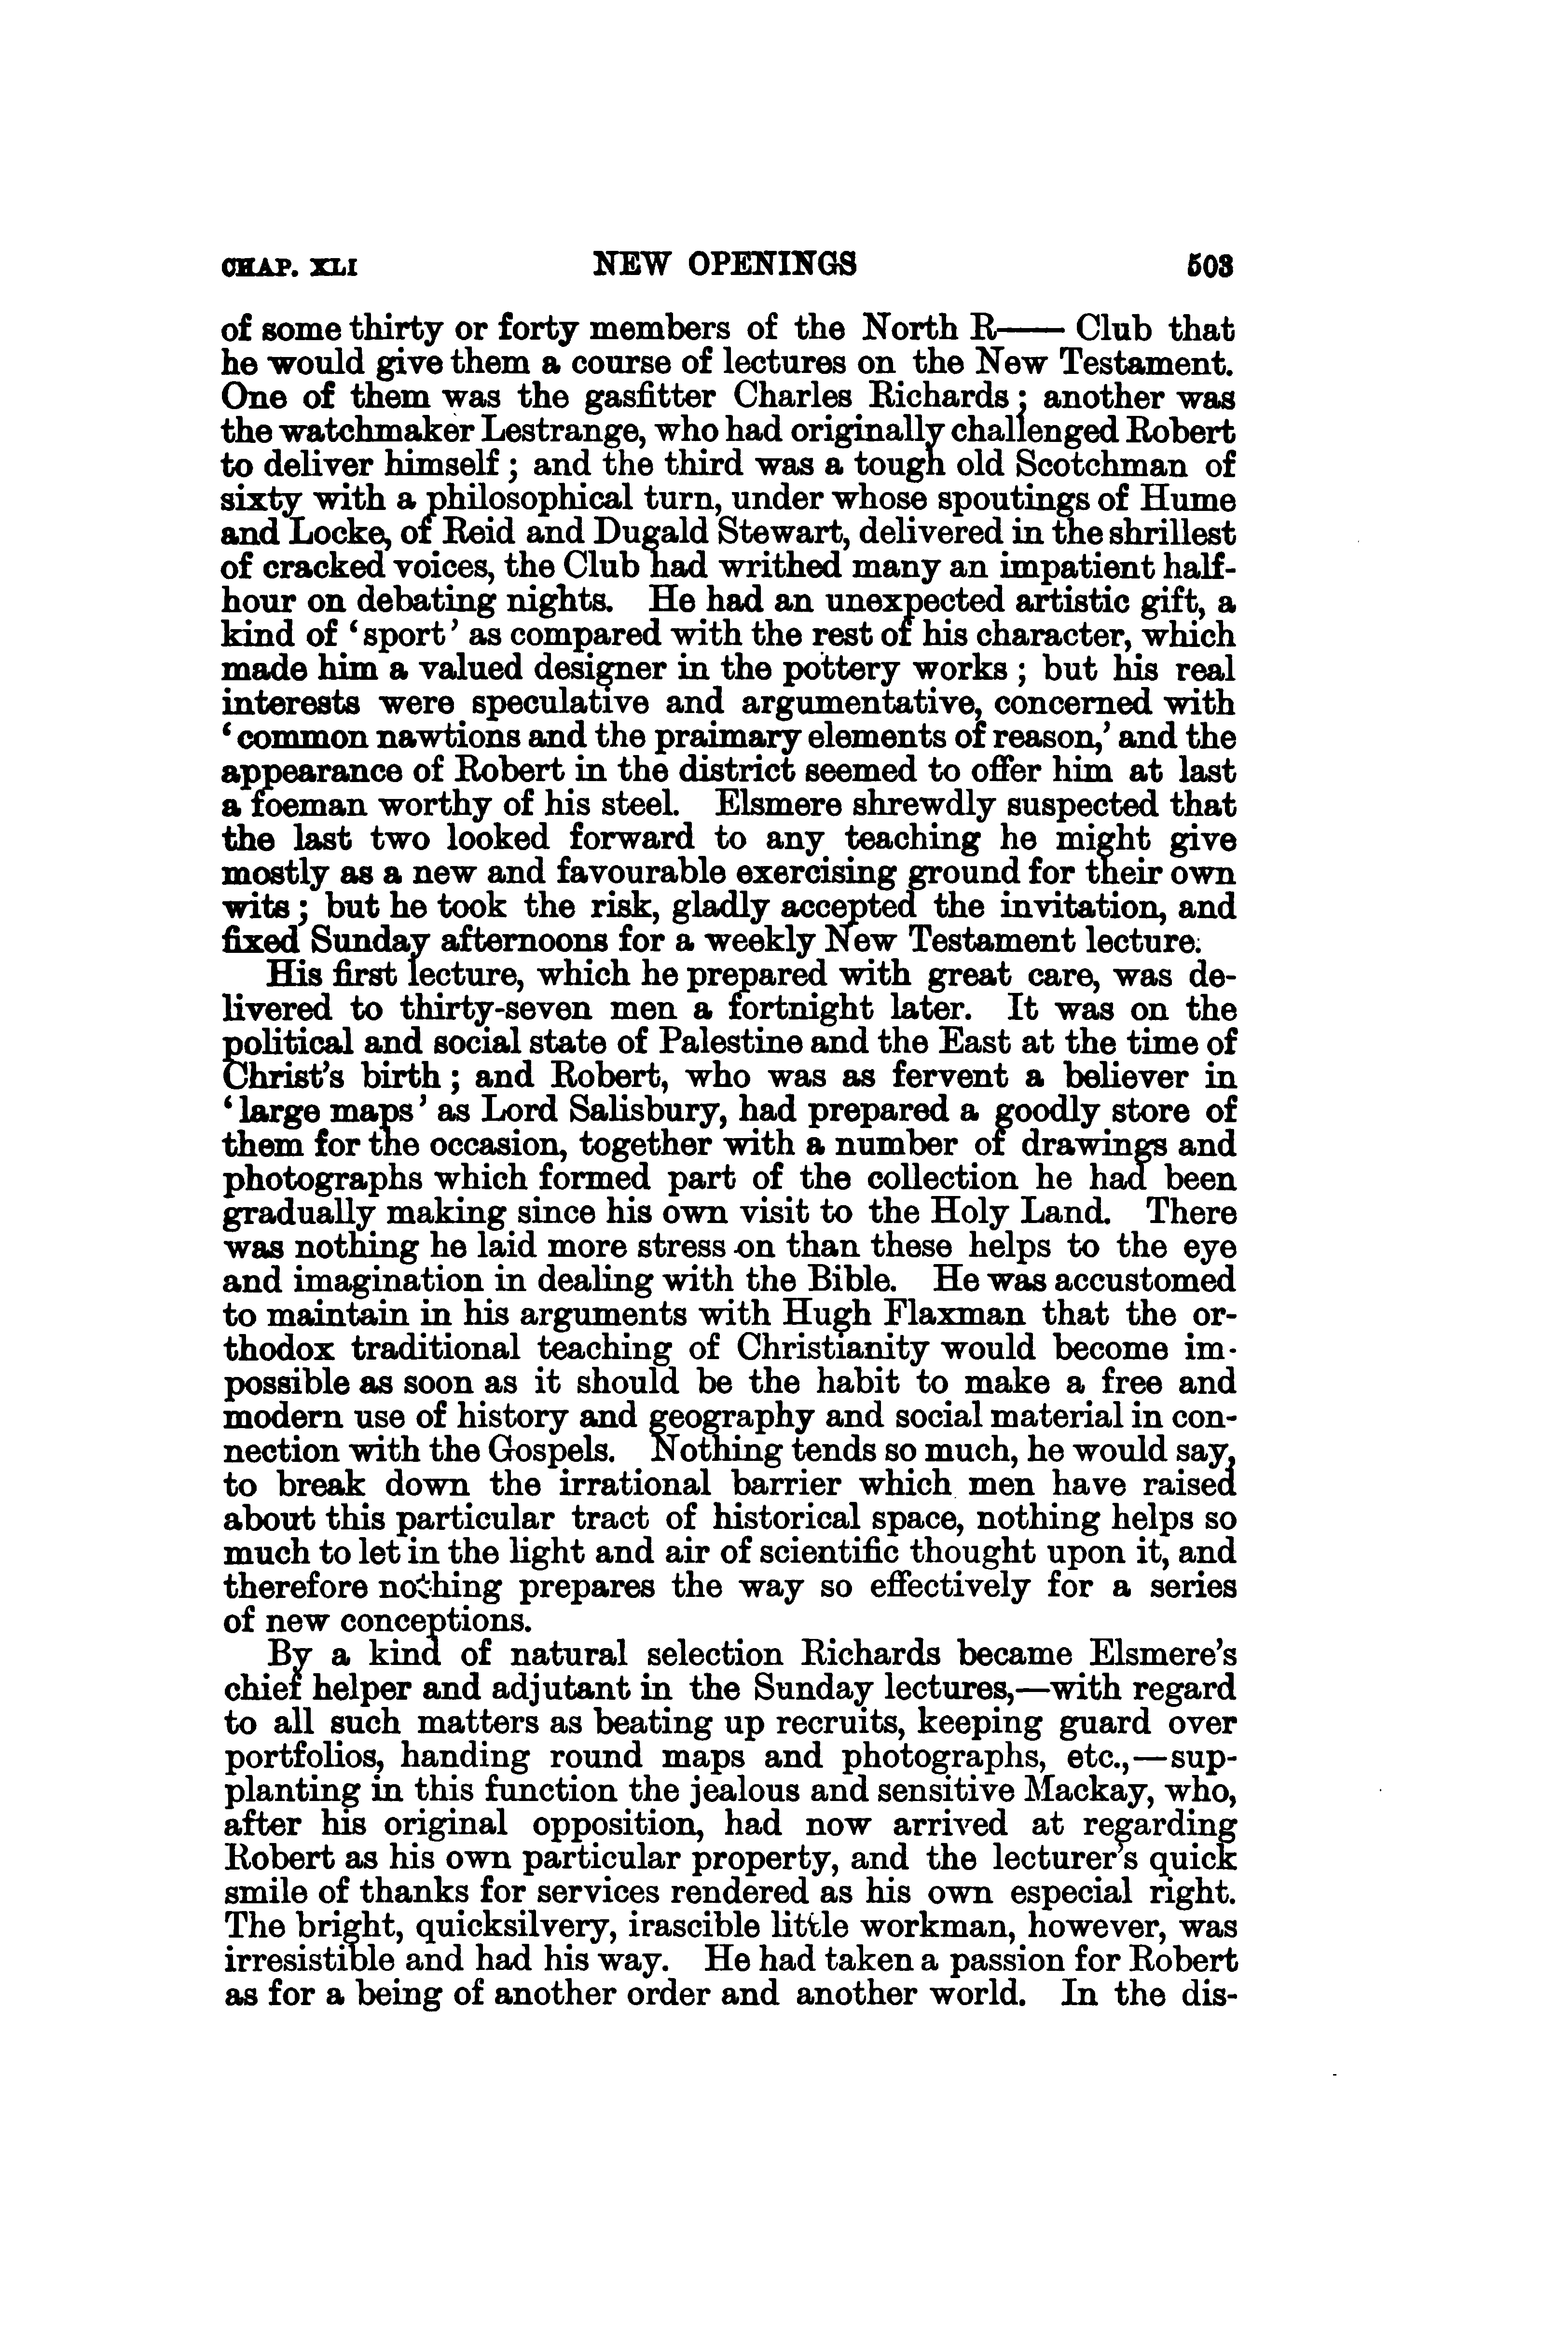 CHAP. XLI NEW OPENINGS 503
of some thirty or forty members of the North R—— Club that
he would give them a course of lectures on the New Testament.
One of them was the gasfitter Charles Richards; another was
the watchmaker Lestrange, who had originally challenged Robert
to deliver himself; and the third was a tough old Scotchman of
sixty with a philosophical turn, under whose spoutings of Hume
and Locke, of Reid and Dugald Stewart, delivered in the shrillest
of cracked voices, the Club had writhed many an impatient half-
hour on debating nights. He had an unexpected artistic gift, a
kind of ‘sport’ as compared with the rest of his character, which
made him a valued designer in the pottery works; but his real
interests were speculative and argumentative, concerned with
‘common nawtions and the praimary elements of reason,’ and the
appearance of Robert in the district seemed to offer him at last
a foeman worthy of his steel. Elsmere shrewdly suspected that
the last two looked forward to any teaching he might give
mostly as a new and favourable exercising ground for their own
wits; but he took the risk, gladly accepted the invitation, and
fixed Sunday afternoons for a weekly New Testament lecture.
His first lecture, which he prepared with great care, was de-
livered to thirty-seven men a fortnight later. It was on the
political and social state of Palestine and the East at the time of
Christ’s birth; and Robert, who was as fervent a believer in
‘large maps’ as Lord Salisbury, had prepared a goodly store of
them for the occasion, together with a number of drawings and
photographs which formed part of the collection he had been
gradually making since his own visit to the Holy Land. There
was nothing he laid more stress on than these helps to the eye
and imagination in dealing with the Bible. He was accustomed
to maintain in his arguments with Hugh Flaxman that the or-
thodox traditional teaching of Christianity would become im-
possible as soon as it should be the habit to make a free and
modern use of history and geography and social material in con-
nection with the Gospels. Nothing tends so much, he would say,
to break down the irrational barrier which men have raised
about this particular tract of historical space, nothing helps so
much to let in the light and air of scientific thought upon it, and
therefore nothing prepares the way so effectively for a series
of new conceptions.
By a kind of natural selection Richards became Elsmere’s
chief helper and adjutant in the Sunday lectures,—with regard
to all such matters as beating up recruits, keeping guard over
portfolios, handing round maps and photographs, etc.,—sup-
planting in this function the jealous and sensitive Mackay, who,
after his original opposition, had now arrived at regarding
Robert as his own particular property, and the lecturer’s quick
smile of thanks for services rendered as his own especial right.
The bright, quicksilvery, irascible little workman, however, was
irresistible and had his way. He had taken a passion for Robert
as for a being of another order and another world. In the dis-